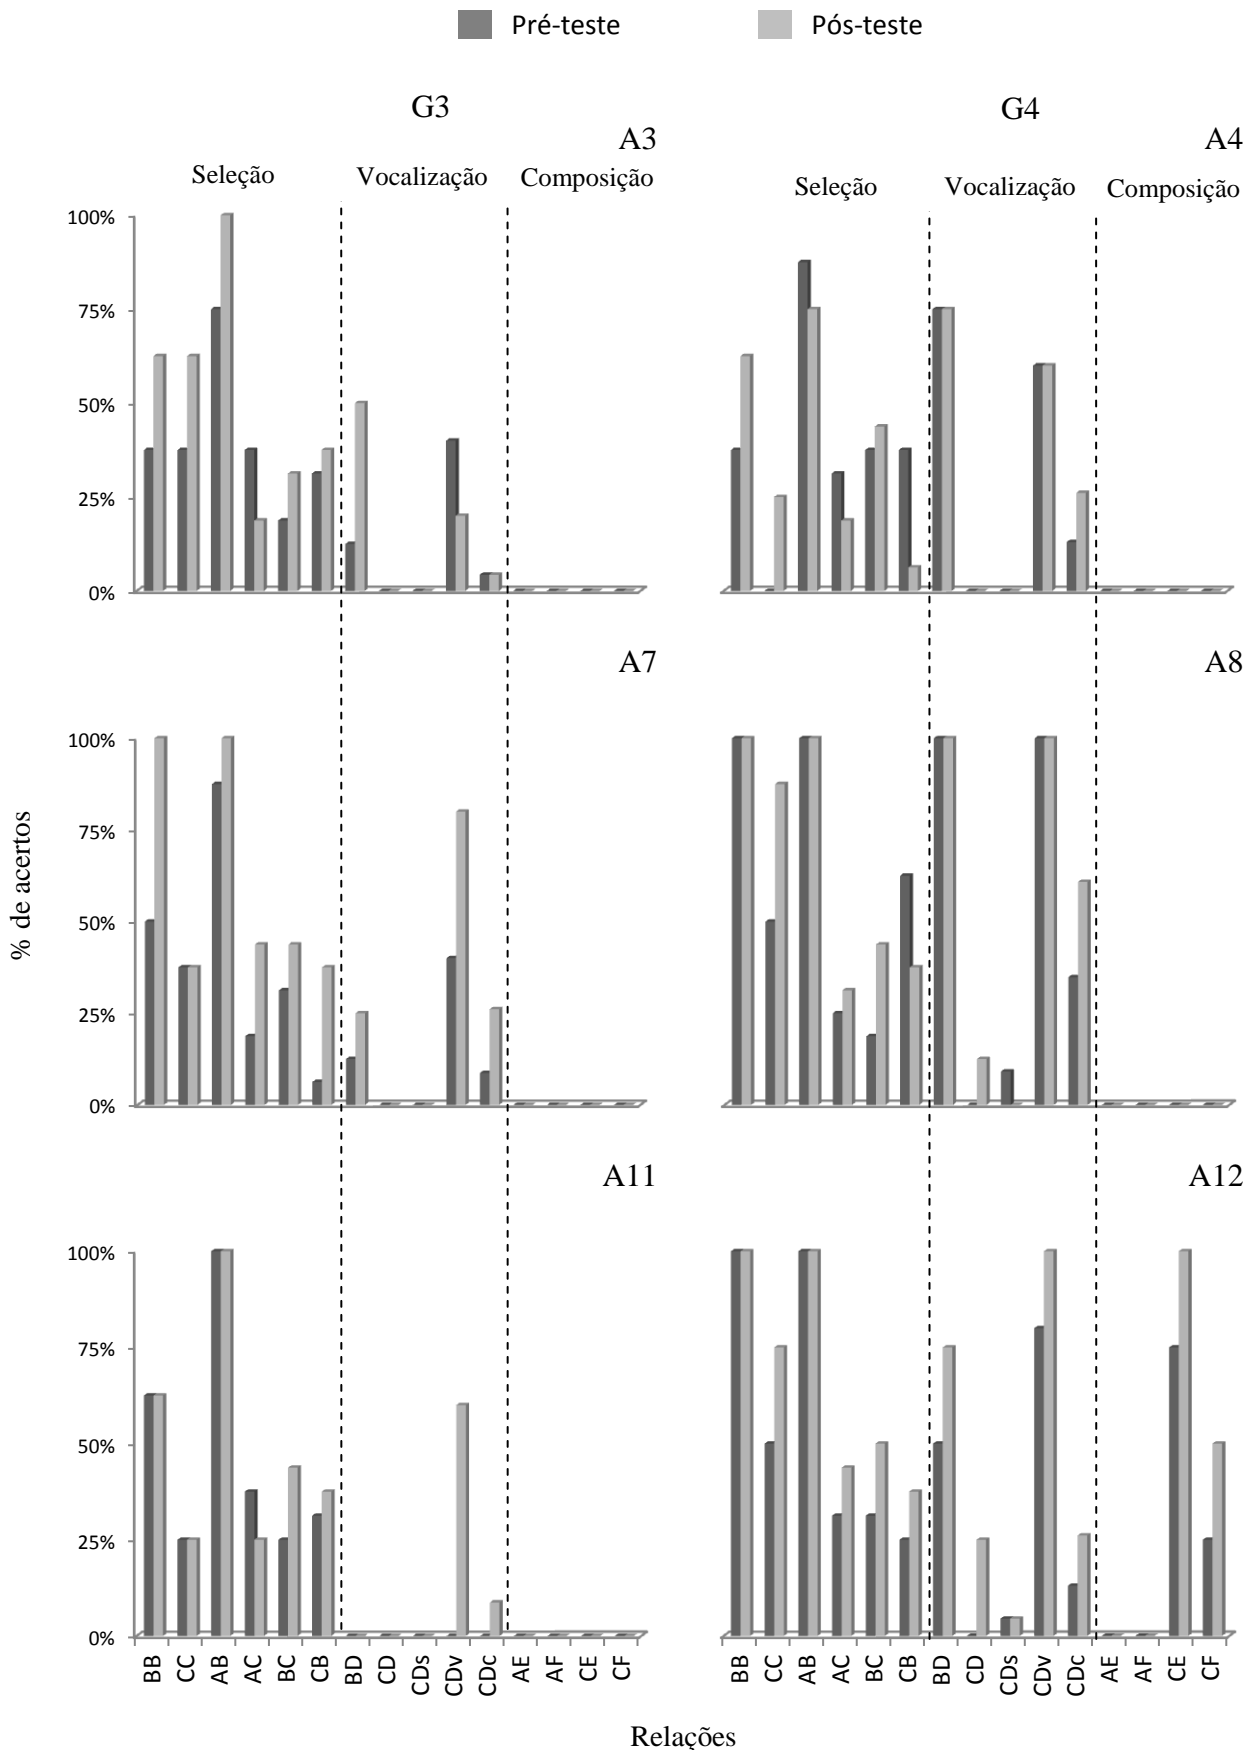 Pré-teste Pós-teste
G3 G4
A3 A4
Seleção Vocalização Composição
Seleção Vocalização Composição
100%
75%
50%
25%
0%
A7 A8
100%
75%
50%
25%
0%
% de acertos
A11 A12
100%
75%
50%
25%
0%
BB CC AB AC BC CB BD CD CDs CDv CDc AE AF CE CF
BB CC AB AC BC CB BD CD CDs CDv CDc AE AF CE CF
Relações